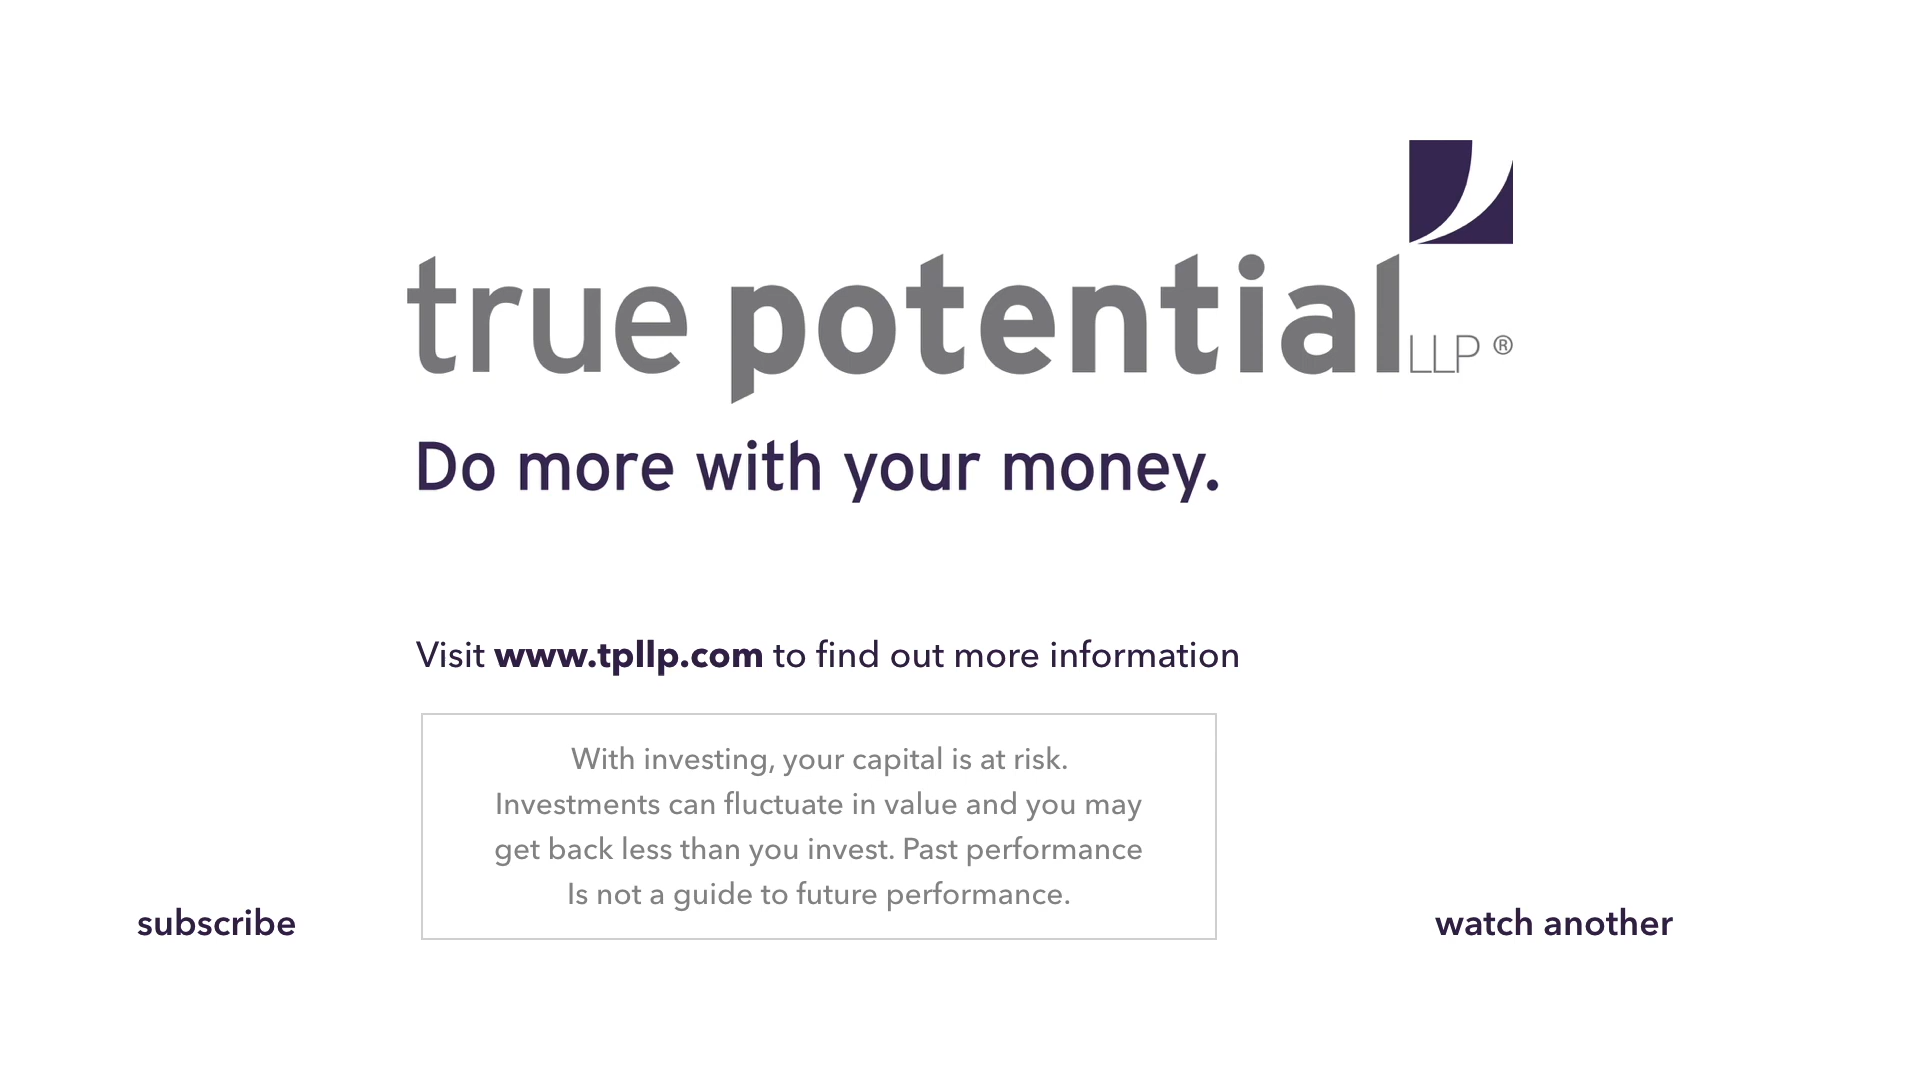 true potential LLP ®
Do more with your money.
Visit www.tpllp.com to find out more information
With investing, your capital is at risk.
Investments can fluctuate in value and you may
get back less than you invest. Past performance
Is not a guide to future performance.
subscribe
watch another